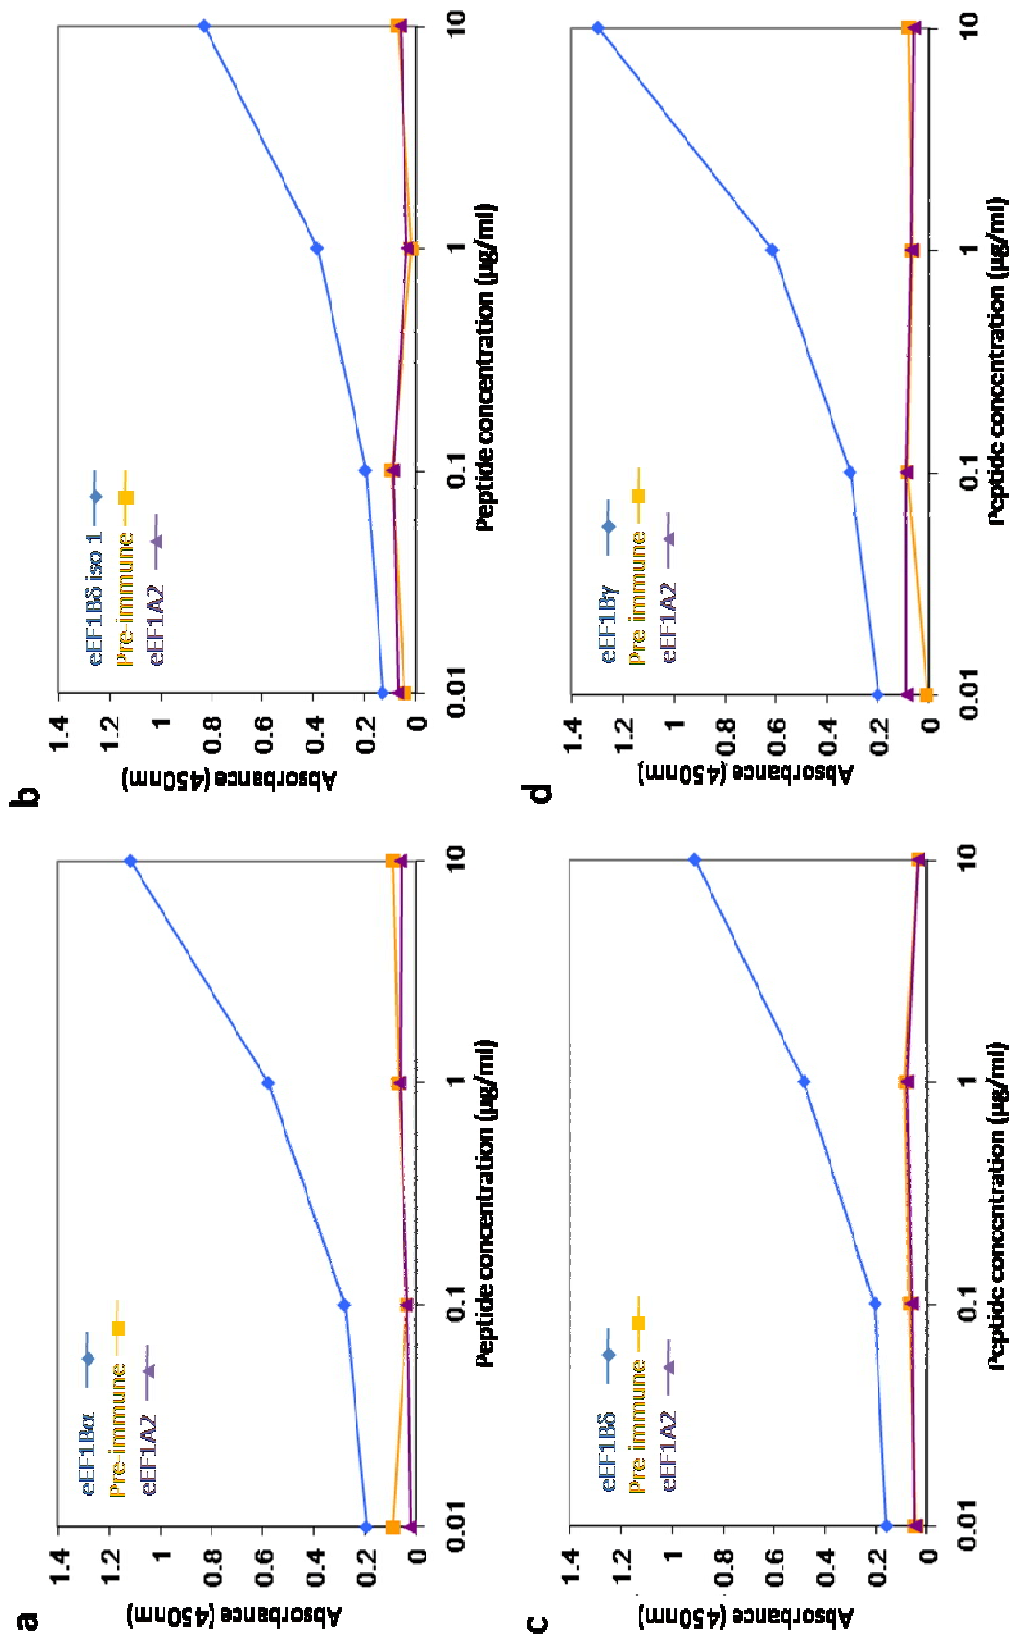 a
Absorbance (450nm)
1.4
1.2
1
0.8
0.6
0.4
0.2
0
0.01
0.1
1
10
Peptide concentration (µg/ml)
eEF1Bα
Pre-immune
eEF1A2
b
Absorbance (450nm)
1.4
1.2
1
0.8
0.6
0.4
0.2
0
0.01
0.1
1
10
Peptide concentration (µg/ml)
eEF1Bδ iso 1
Pre-immune
eEF1A2
c
Absorbance (450nm)
1.4
1.2
1
0.8
0.6
0.4
0.2
0
0.01
0.1
1
10
Peptide concentration (µg/ml)
eEF1Bδ
Pre immune
eEF1A2
d
Absorbance (450nm)
1.4
1.2
1
0.8
0.6
0.4
0.2
0
0.01
0.1
1
10
Peptide concentration (µg/ml)
eEF1Bγ
Pre immune
eEF1A2